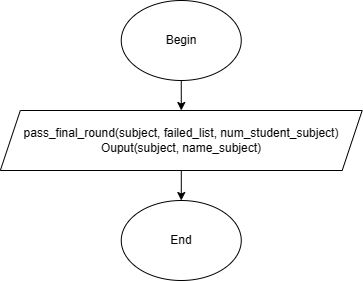 Begin
pass_final_round(subject, failed_list, num_student_subject)
Ouput(subject, name_subject)
End